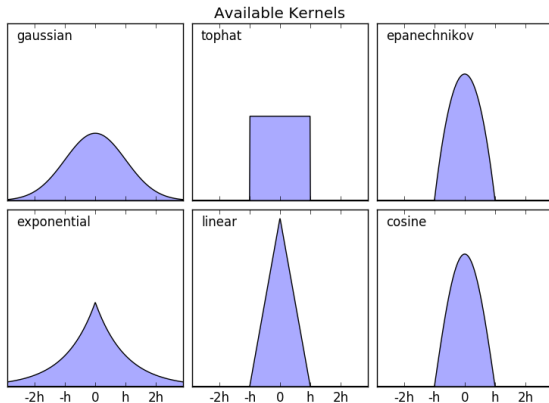 Available Kernels
gaussian
tophat
epanechnikov
exponential
linear
cosine
-2h -h 0 h 2h
-2h -h 0 h 2h
-2h -h 0 h 2h